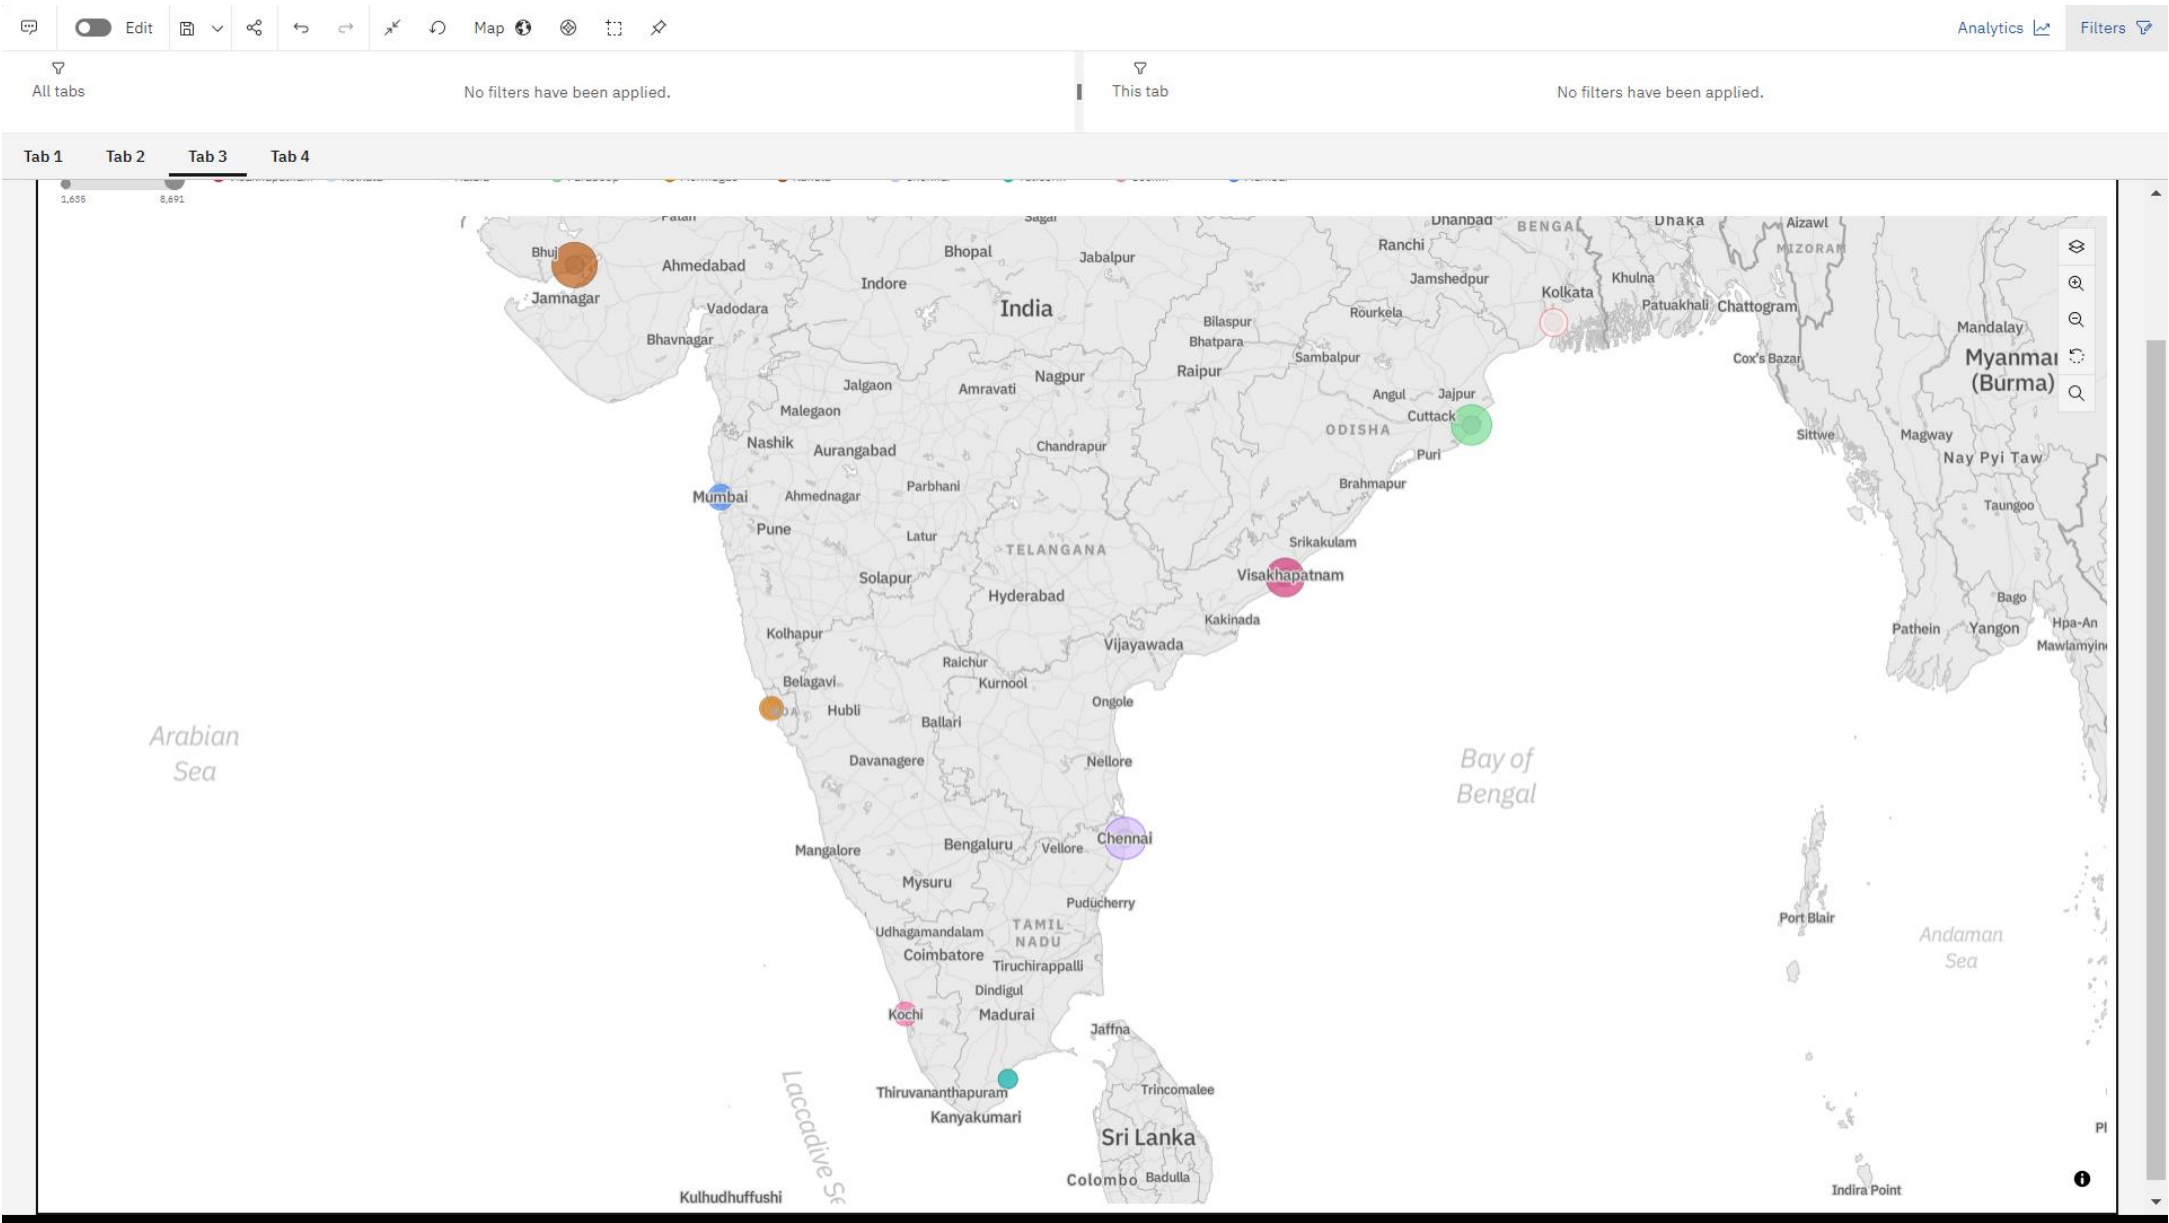 Edit
Map
Analytics
Filters
All tabs
No filters have been applied.
This tab
No filters have been applied.
Tab 1
Tab 2
Tab 3
Tab 4
1,635
8,691
Patan
Sagar
Dhanbad
BENGAL
Dhaka
Aizawl
Bhuj
Ahmedabad
Bhopal
Jabalpur
Ranchi
MIZORAM
Indore
Jamshedpur
Kolkata
Khulna
Jamnagar
Vadodara
India
Rourkela
Patuakhali
Chattogram
Bhavnagar
Bilaspur
Bhatpara
Mandalay
Sambalpur
Cox's Bazar
Myanmar
(Burma)
Jalgaon
Amravati
Nagpur
Raipur
Angul
Jajpur
Malegaon
Cuttack
ODISHA
Nashik
Aurangabad
Chandrapur
Puri
Sittwe
Magway
Nay Pyi Taw
Mumbai
Ahmednagar
Parbhani
Brahmapur
Taungoo
Pune
Latur
TELANGANA
Srikakulam
Solapur
Hyderabad
Visakhapatnam
Bago
Kakinada
Pathein
Yangon
Hpa-An
Kolhapur
Vijayawada
Mawlamyin
Raichur
Belagavi
Kurnool
Ongole
Hubli
Ballari
Arabian
Sea
Davanagere
Nellore
Bay of
Bengal
Mangalore
Bengaluru
Vellore
Chennai
Mysuru
Puducherry
Port Blair
Udhagamandalam
TAMIL
NADU
Andaman
Sea
Coimbatore
Tiruchirappalli
Dindigul
Kochi
Madurai
Jaffna
Thiruvananthapuram
Trincomalee
Kanyakumari
Laccadive Se
Sri Lanka
Pl
Colombo
Badulla
Kulhudhuffushi
Indira Point